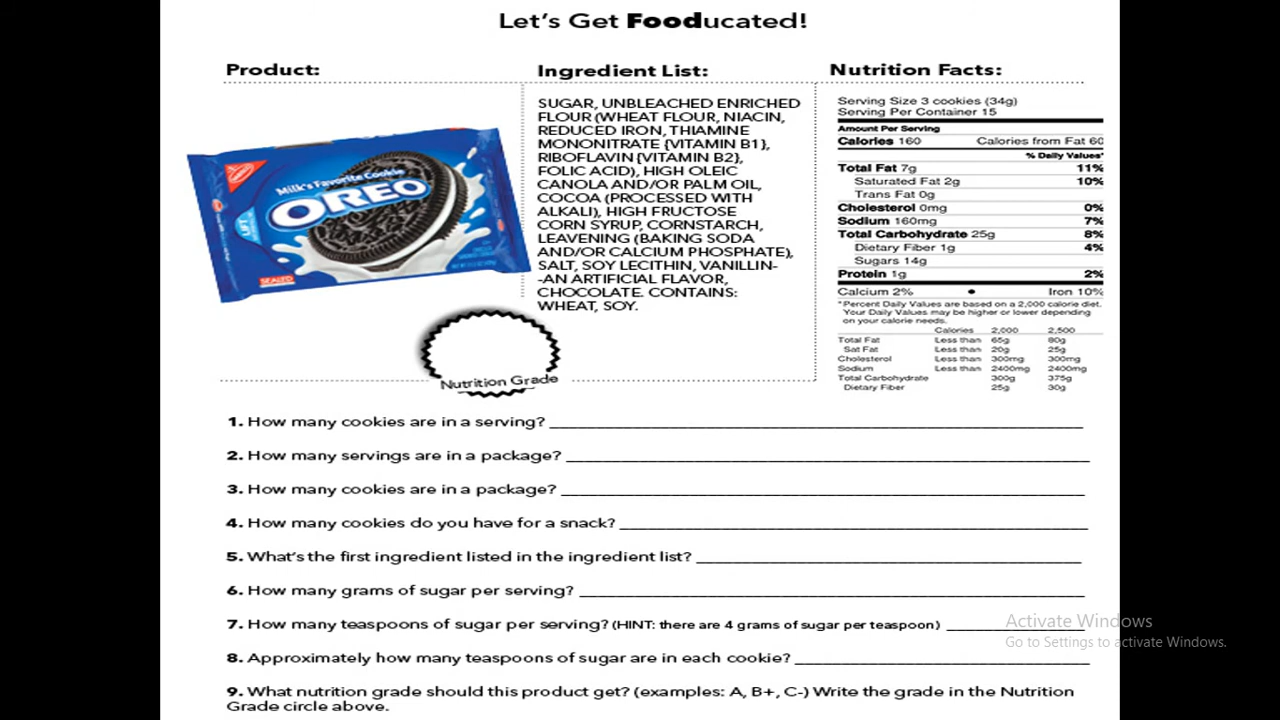 Let's Get Fooducated!
Product:
Ingredient List:
Nutrition Facts:
Milk's Favorite Cookie
OREO
SEALED
SUGAR, UNBLEACHED ENRICHED
FLOUR (WHEAT FLOUR, NIACIN,
REDUCED IRON, THIAMINE
MONONITRATE {VITAMIN B1},
RIBOFLAVIN {VITAMIN B2},
FOLIC ACID), HIGH OLEIC
CANOLA AND/OR PALM OIL,
COCOA (PROCESSED WITH
ALKALI), HIGH FRUCTOSE
CORN SYRUP, CORNSTARCH,
LEAVENING (BAKING SODA
AND/OR CALCIUM PHOSPHATE),
SALT, SOY LECITHIN, VANILLIN-
-AN ARTIFICIAL FLAVOR,
CHOCOLATE. CONTAINS:
WHEAT, SOY.
Nutrition Grade
Serving Size 3 cookies (34g)
Serving Per Container 15
Amount Per Serving
Calories 160 Calories from Fat 60
% Daily Values*
Total Fat 7g 11%
Saturated Fat 2g 10%
Trans Fat 0g
Cholesterol 0mg 0%
Sodium 160mg 7%
Total Carbohydrate 25g 8%
Dietary Fiber 1g 4%
Sugars 14g
Protein 1g 2%
Calcium 2% • Iron 10%
*Percent Daily Values are based on a 2,000 calorie diet.
Your Daily Values may be higher or lower depending
on your calorie needs.
Calories 2,000 2,500
Total Fat Less than 65g 80g
Sat Fat Less than 20g 25g
Cholesterol Less than 300mg 300mg
Sodium Less than 2400mg 2400mg
Total Carbohydrate 300g 375g
Dietary Fiber 25g 30g
1. How many cookies are in a serving?
2. How many servings are in a package?
3. How many cookies are in a package?
4. How many cookies do you have for a snack?
5. What's the first ingredient listed in the ingredient list?
6. How many grams of sugar per serving?
7. How many teaspoons of sugar per serving? (HINT: there are 4 grams of sugar per teaspoon)
8. Approximately how many teaspoons of sugar are in each cookie?
9. What nutrition grade should this product get? (examples: A, B+, C-) Write the grade in the Nutrition
Grade circle above.
Activate Windows
Go to Settings to activate Windows.